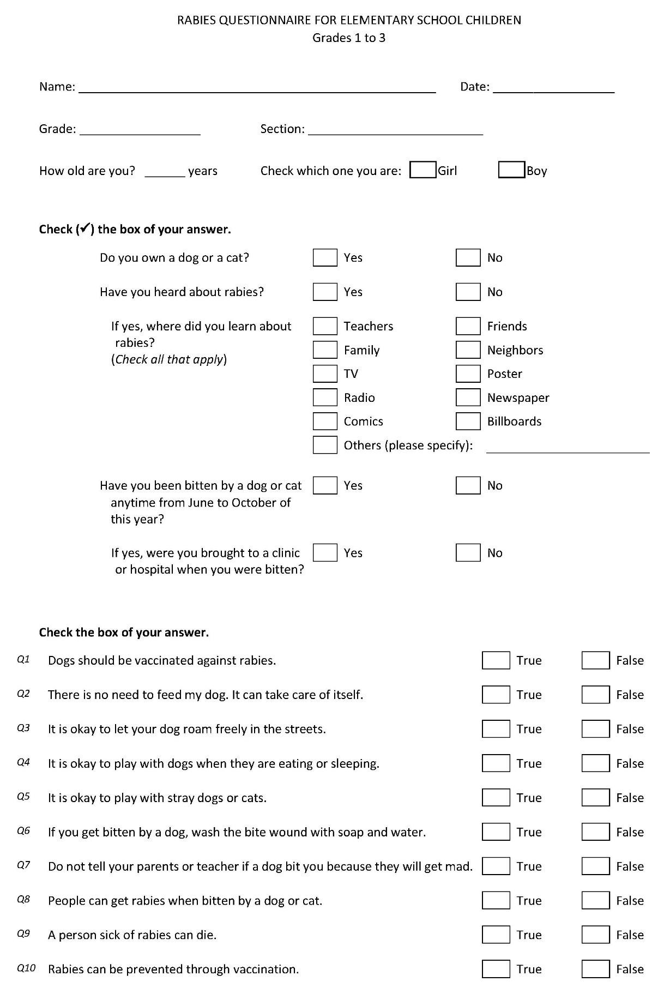 RABIES QUESTIONNAIRE FOR ELEMENTARY SCHOOL CHILDREN
Grades 1 to 3
Name: Date:
Grade: Section:
How old are you? years Check which one you are: Girl Boy
Check (✓) the box of your answer.
Do you own a dog or a cat? Yes No
Have you heard about rabies? Yes No
If yes, where did you learn about Teachers Friends
rabies?
Family Neighbors
(Check all that apply)
TV Poster
Radio Newspaper
Comics Billboards
Others (please specify):
Have you been bitten by a dog or cat Yes No
anytime from June to October of
this year?
If yes, were you brought to a clinic Yes No
or hospital when you were bitten?
Check the box of your answer.
Q1 Dogs should be vaccinated against rabies. True False
Q2 There is no need to feed my dog. It can take care of itself. True False
Q3 It is okay to let your dog roam freely in the streets. True False
Q4 It is okay to play with dogs when they are eating or sleeping. True False
Q5 It is okay to play with stray dogs or cats. True False
Q6 If you get bitten by a dog, wash the bite wound with soap and water. True False
Q7 Do not tell your parents or teacher if a dog bit you because they will get mad. True False
Q8 People can get rabies when bitten by a dog or cat. True False
Q9 A person sick of rabies can die. True False
Q10 Rabies can be prevented through vaccination. True False